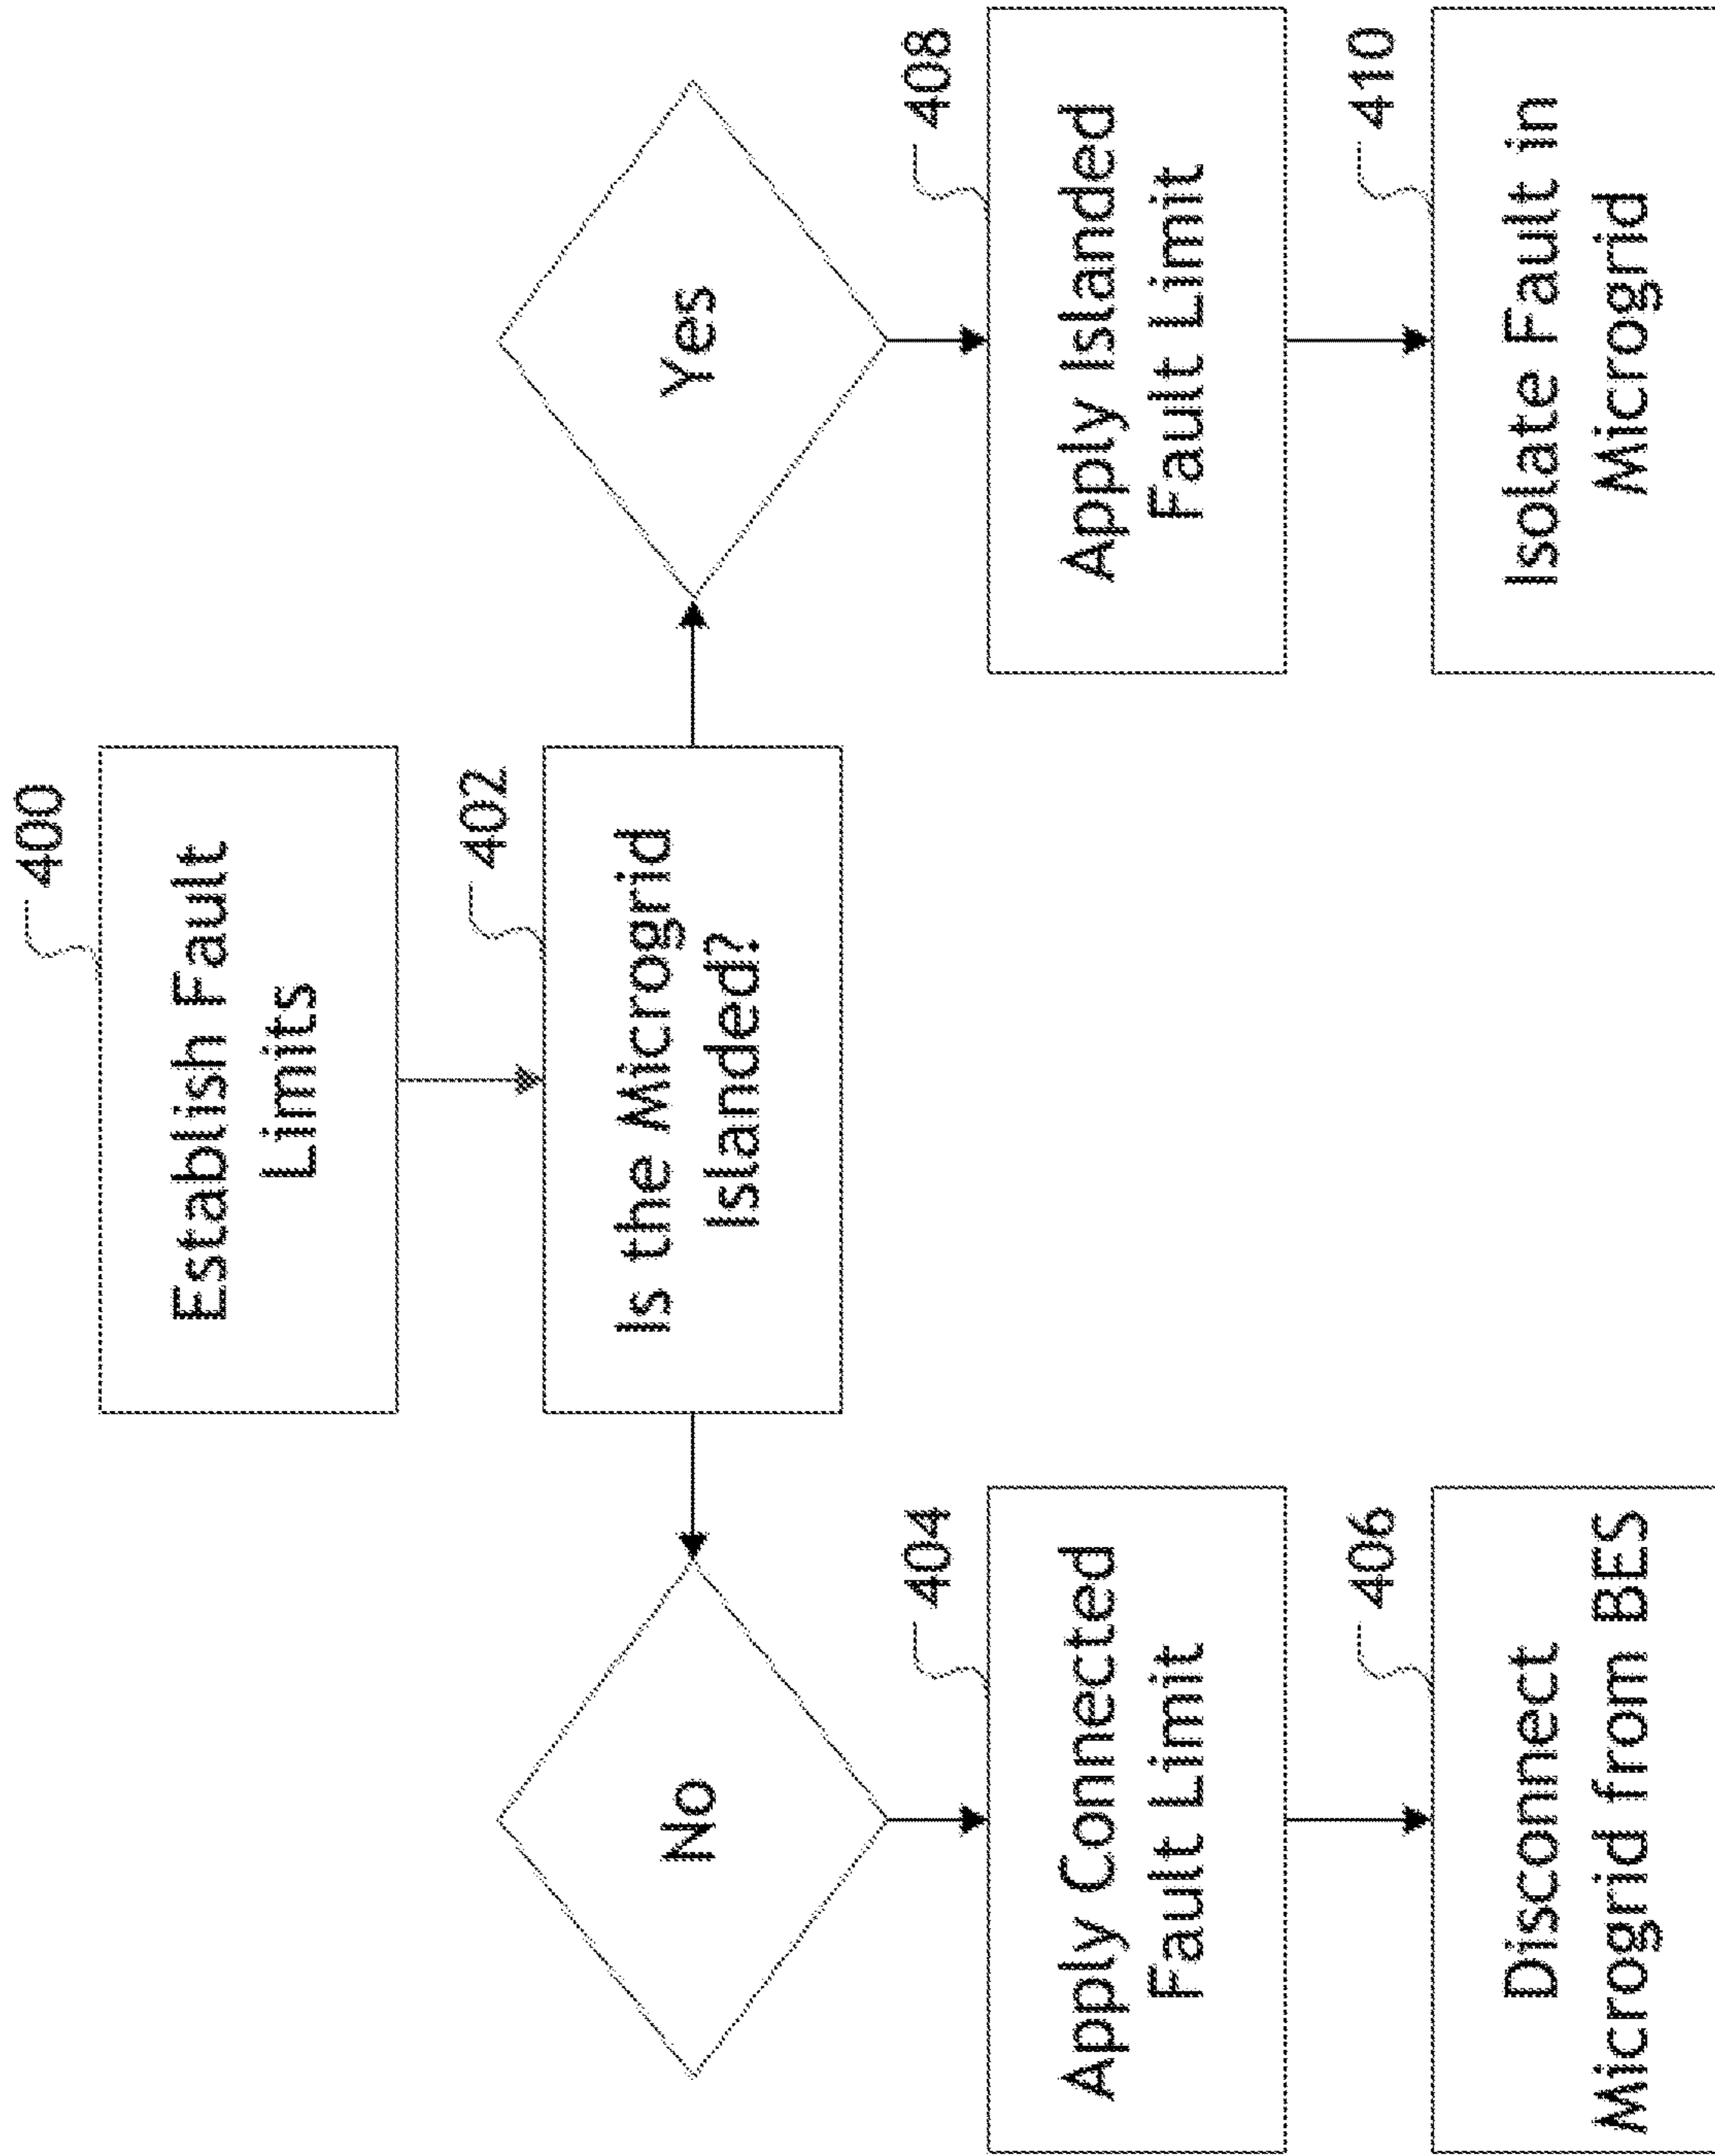 400
Establish Fault
Limits
402
Is the Microgrid
Islanded?
No
Yes
404
Apply Connected
Fault Limit
408
Apply Islanded
Fault Limit
406
Disconnect
Microgrid from BES
410
Isolate Fault in
Microgrid